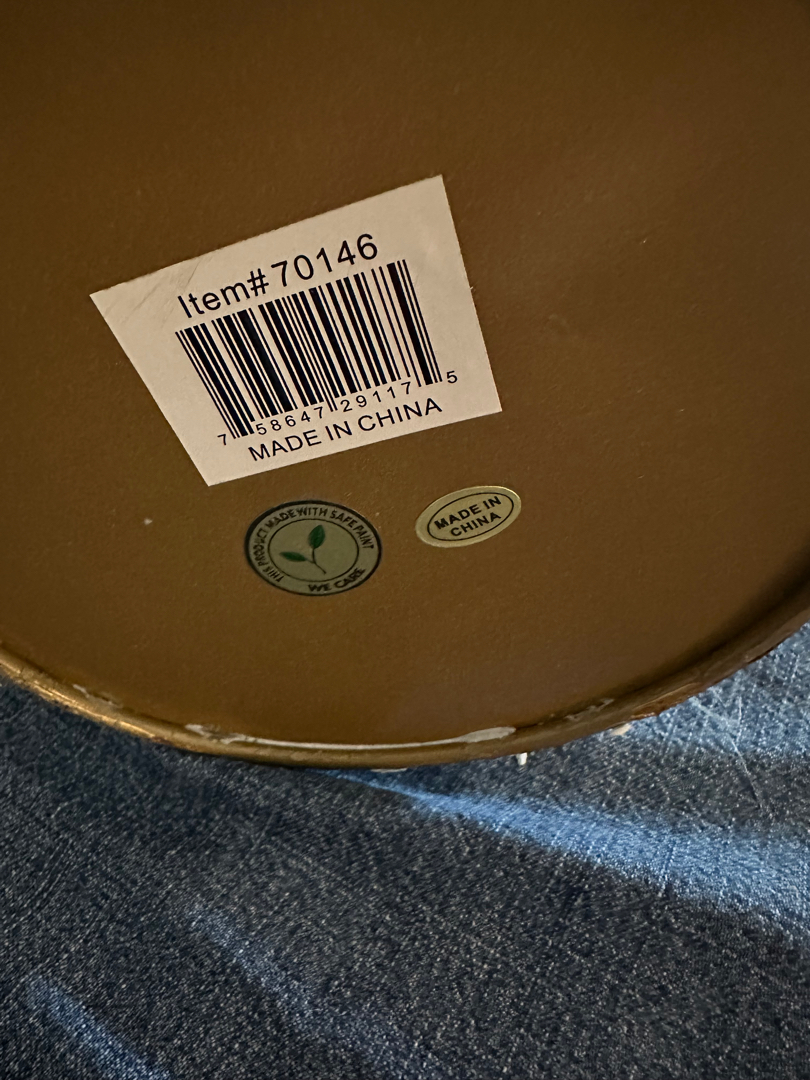 Item#70146
7 58647 29117 5
MADE IN CHINA
THIS PRODUCT MADE WITH SAFE PAINT
WE CARE
MADE IN
CHINA